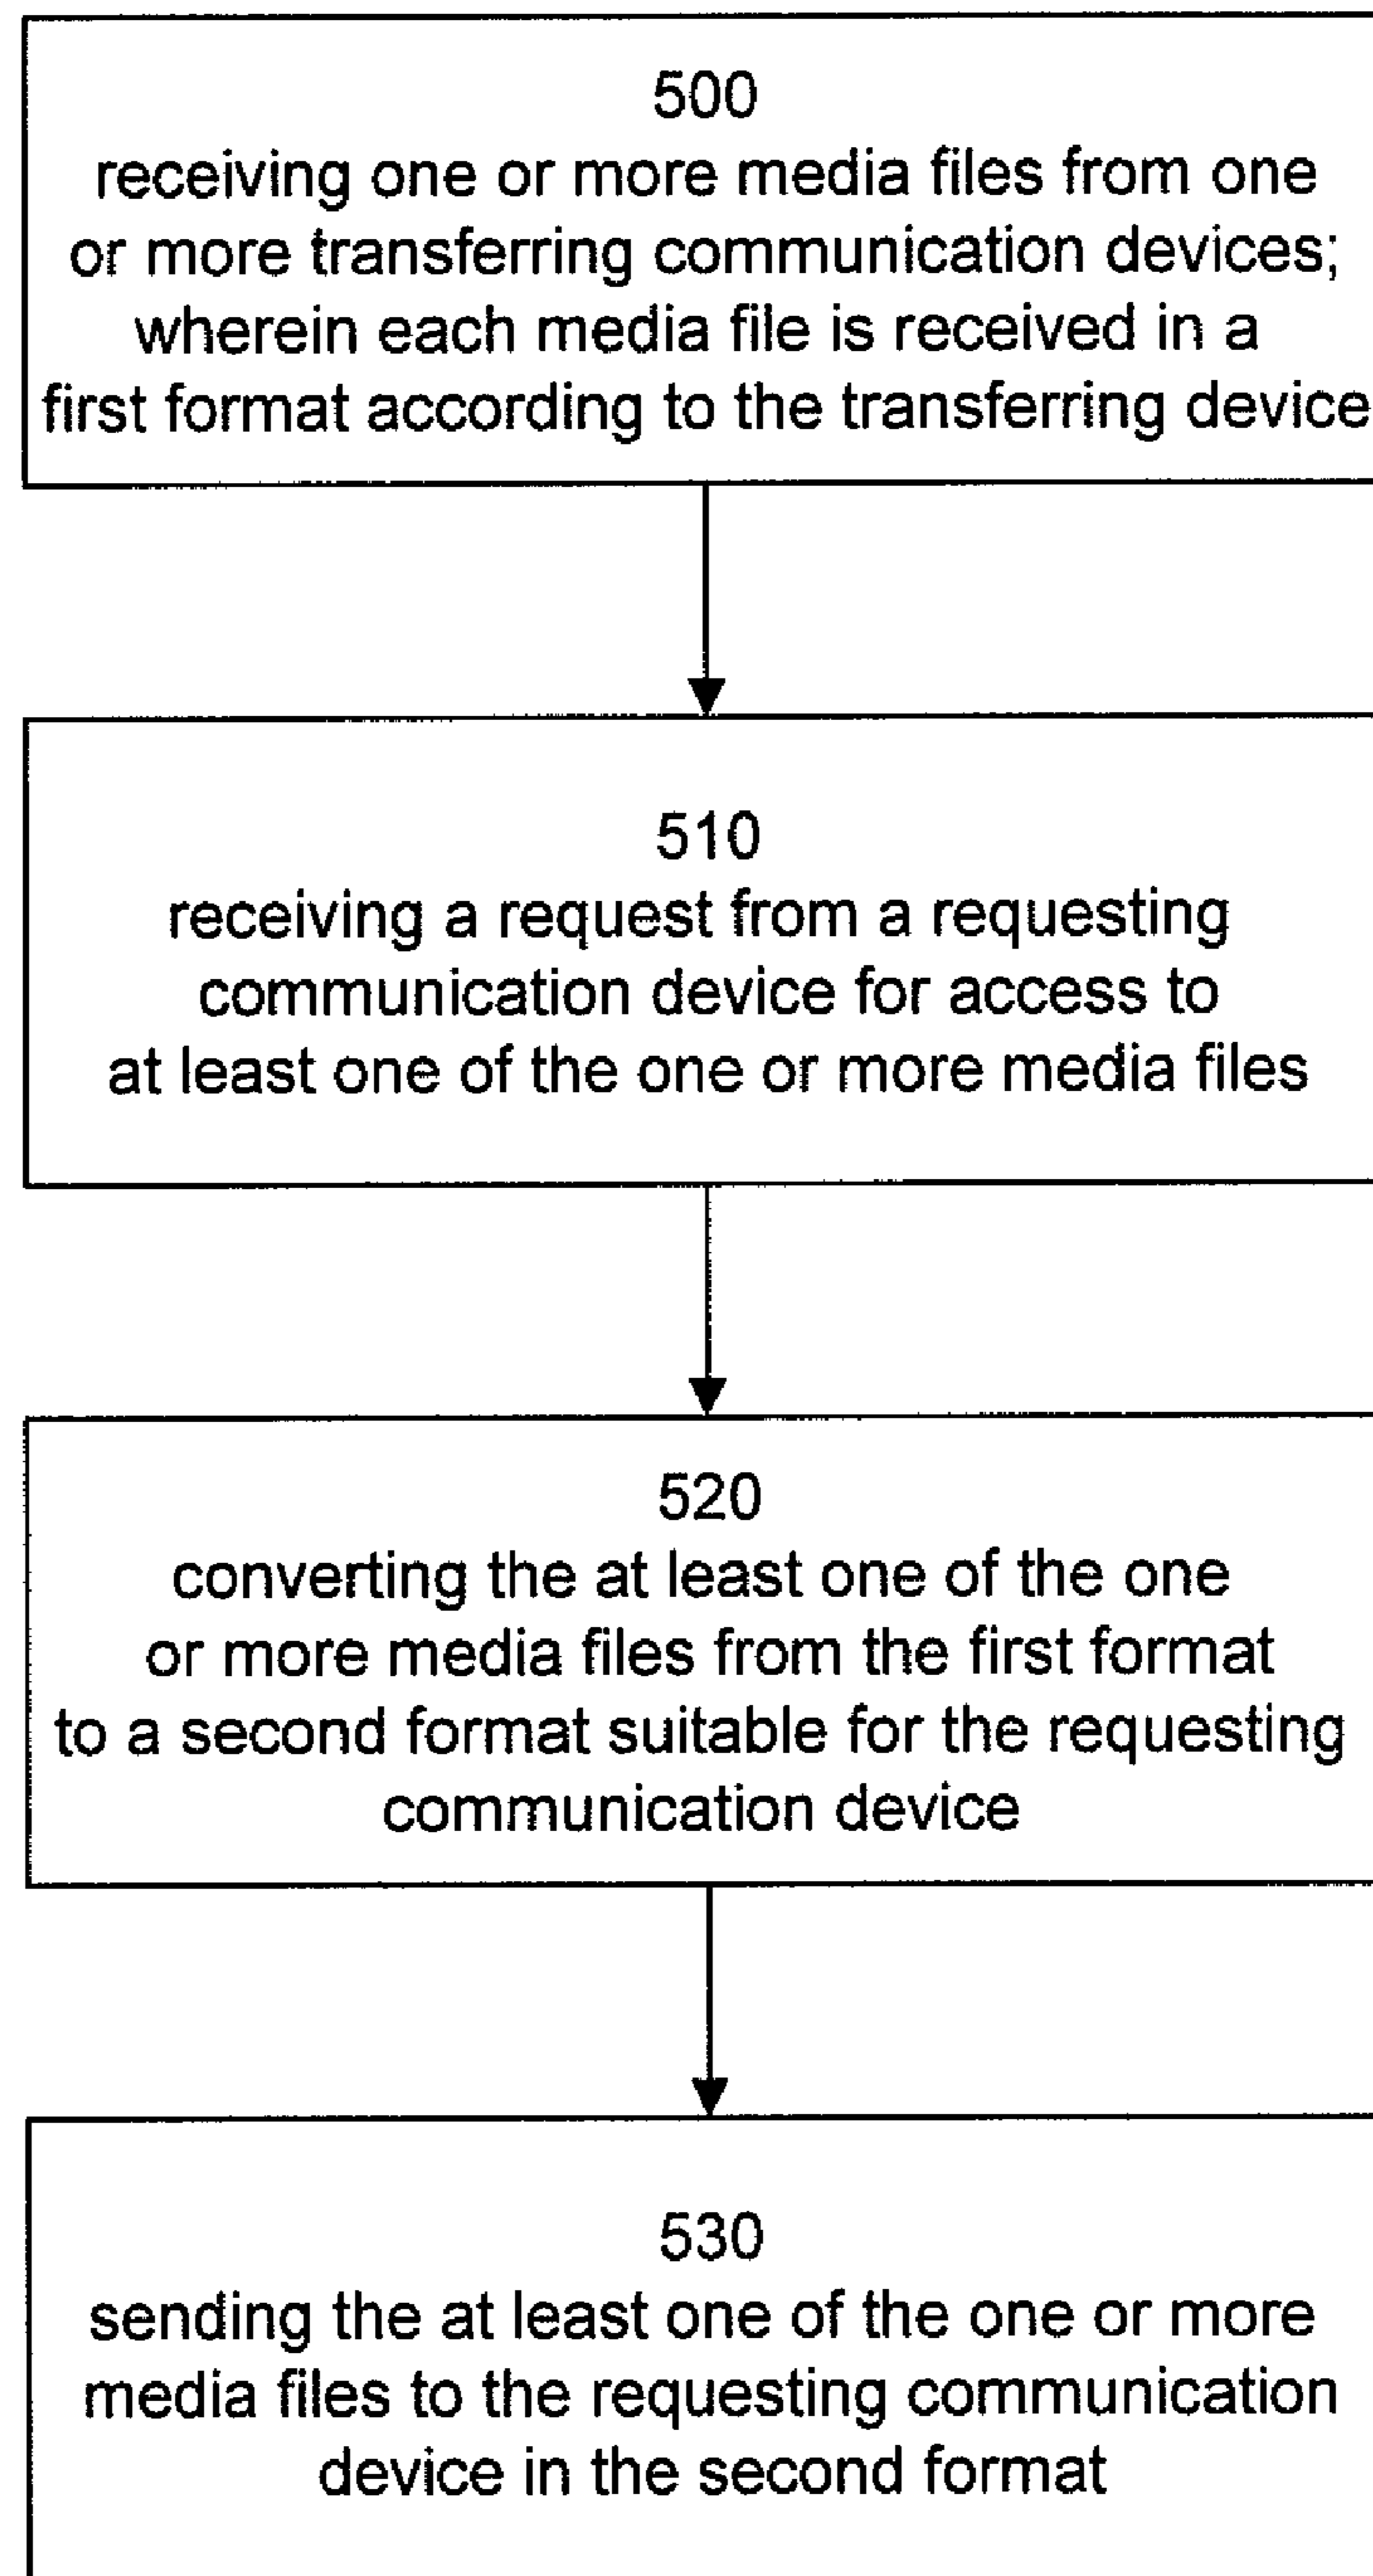 500
receiving one or more media files from one
or more transferring communication devices;
wherein each media file is received in a
first format according to the transferring device
510
receiving a request from a requesting
communication device for access to
at least one of the one or more media files
520
converting the at least one of the one
or more media files from the first format
to a second format suitable for the requesting
communication device
530
sending the at least one of the one or more
media files to the requesting communication
device in the second format